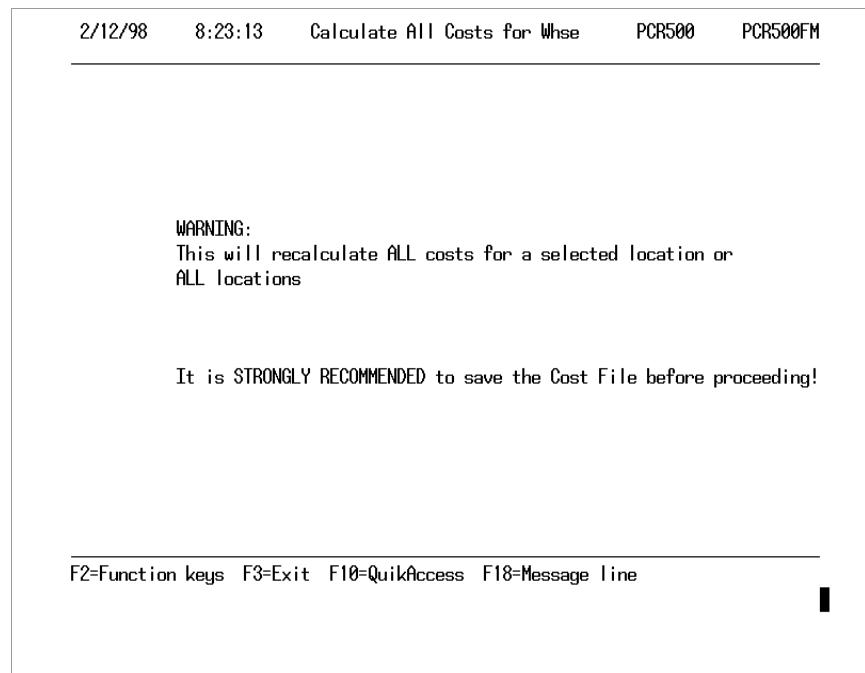 2/12/98 8:23:13 Calculate All Costs for Whse PCR500 PCR500FM
WARNING:
This will recalculate ALL costs for a selected location or
ALL locations
It is STRONGLY RECOMMENDED to save the Cost File before proceeding!
F2=Function keys F3=Exit F10=QuikAccess F18=Message line